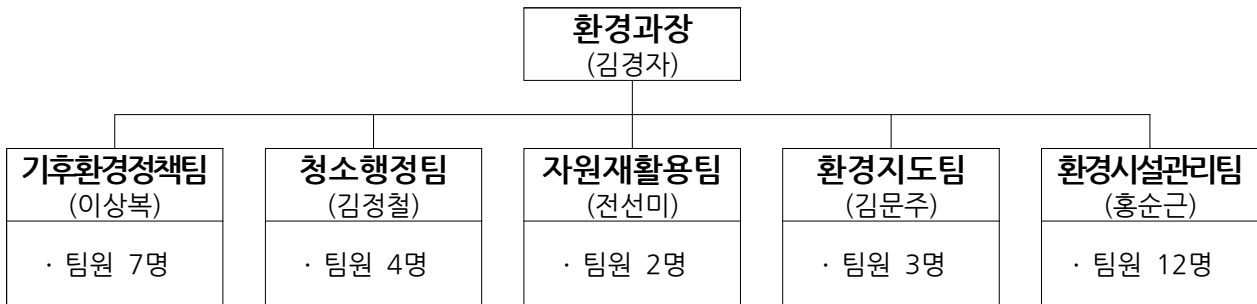 환경과장
(김경자)
기후환경정책팀
(이상복)
· 팀원 7명
청소행정팀
(김정철)
· 팀원 4명
자원재활용팀
(전선미)
· 팀원 2명
환경지도팀
(김문주)
· 팀원 3명
환경시설관리팀
(홍순근)
· 팀원 12명